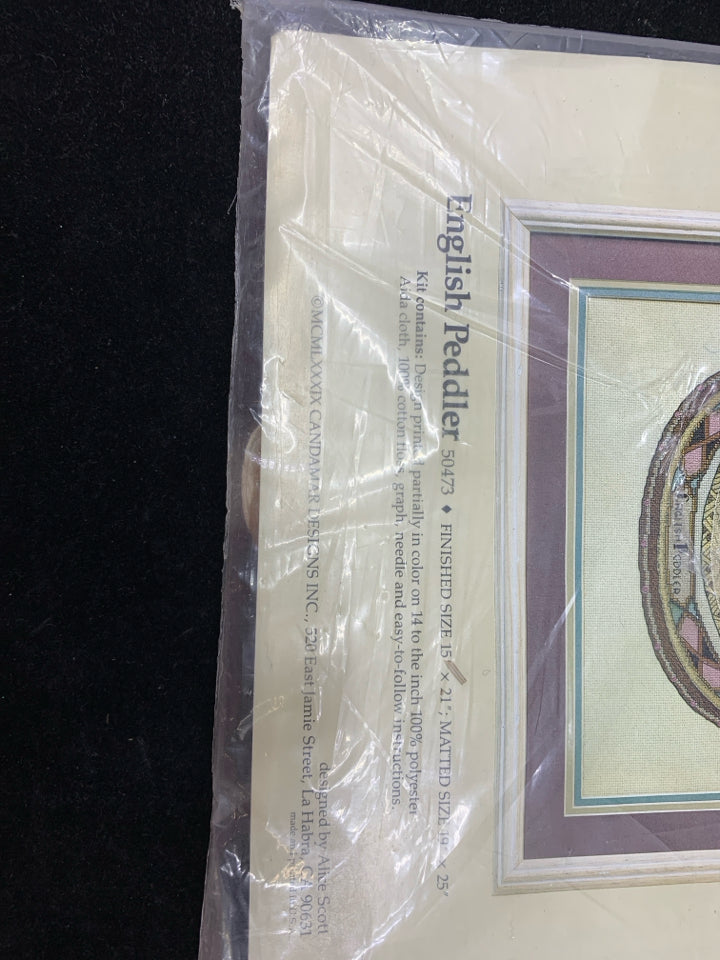 English Peddler 50473 ♦ FINISHED SIZE 15" × 21"; MATTED SIZE 19" × 25"
Kit contains: Design printed partially in color on 14 to the inch 100% polyester
Aida cloth, 100% cotton floss, graph, needle and easy-to-follow instructions.
designed by Alice Scott
©MCMLXXXIX CANDAMAR DESIGNS INC., 520 East Jamie Street, La Habra, CA 90631
ENGLISH PEDDLER